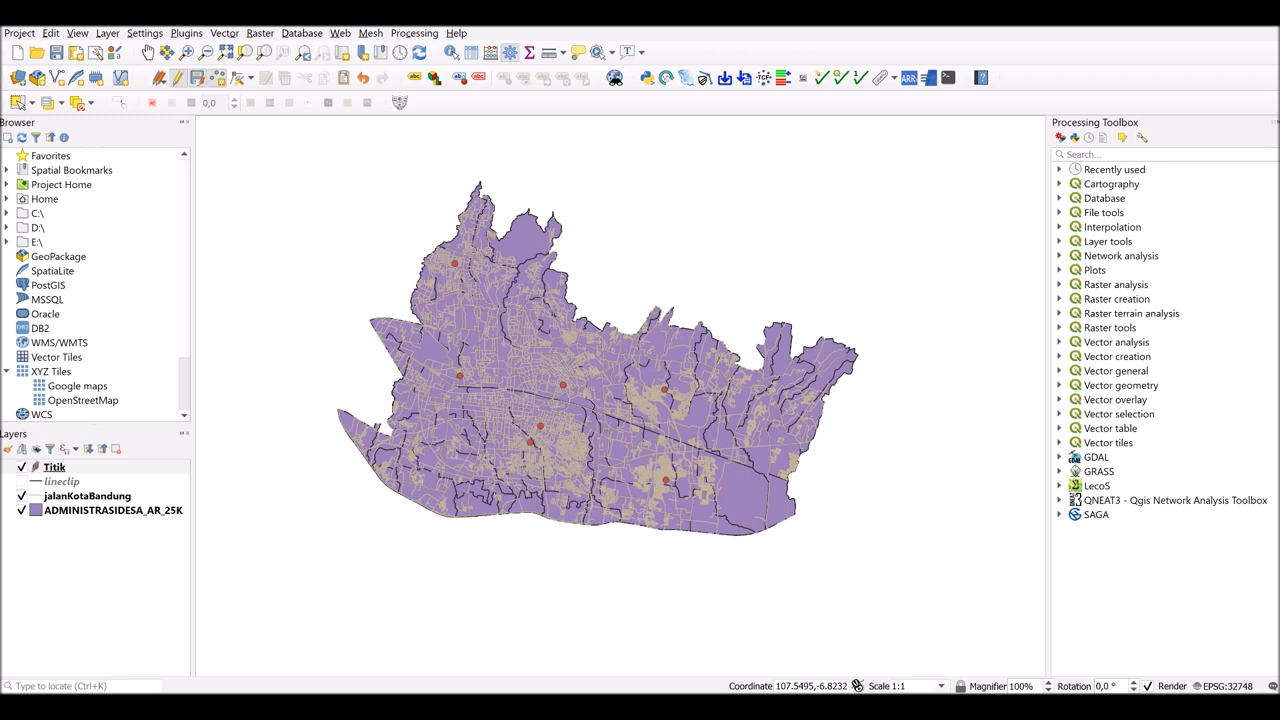 Project Edit View Layer Settings Plugins Vector Raster Database Web Mesh Processing Help
0,0
Browser
Favorites
Spatial Bookmarks
Project Home
Home
C:\
D:\
E:\
GeoPackage
SpatiaLite
PostGIS
MSSQL
Oracle
DB2
WMS/WMTS
Vector Tiles
XYZ Tiles
Google maps
OpenStreetMap
WCS
Layers
Titik
lineclip
jalanKotaBandung
ADMINISTRASIDESA_AR_25K
Processing Toolbox
Search...
Recently used
Cartography
Database
File tools
Interpolation
Layer tools
Network analysis
Plots
Raster analysis
Raster creation
Raster terrain analysis
Raster tools
Vector analysis
Vector creation
Vector general
Vector geometry
Vector overlay
Vector selection
Vector table
Vector tiles
GDAL
GRASS
LecoS
QNEAT3 - Qgis Network Analysis Toolbox
SAGA
Type to locate (Ctrl+K)
Coordinate 107.5495,-6.8232 Scale 1:1 Magnifier 100% Rotation 0,0 ° Render EPSG:32748